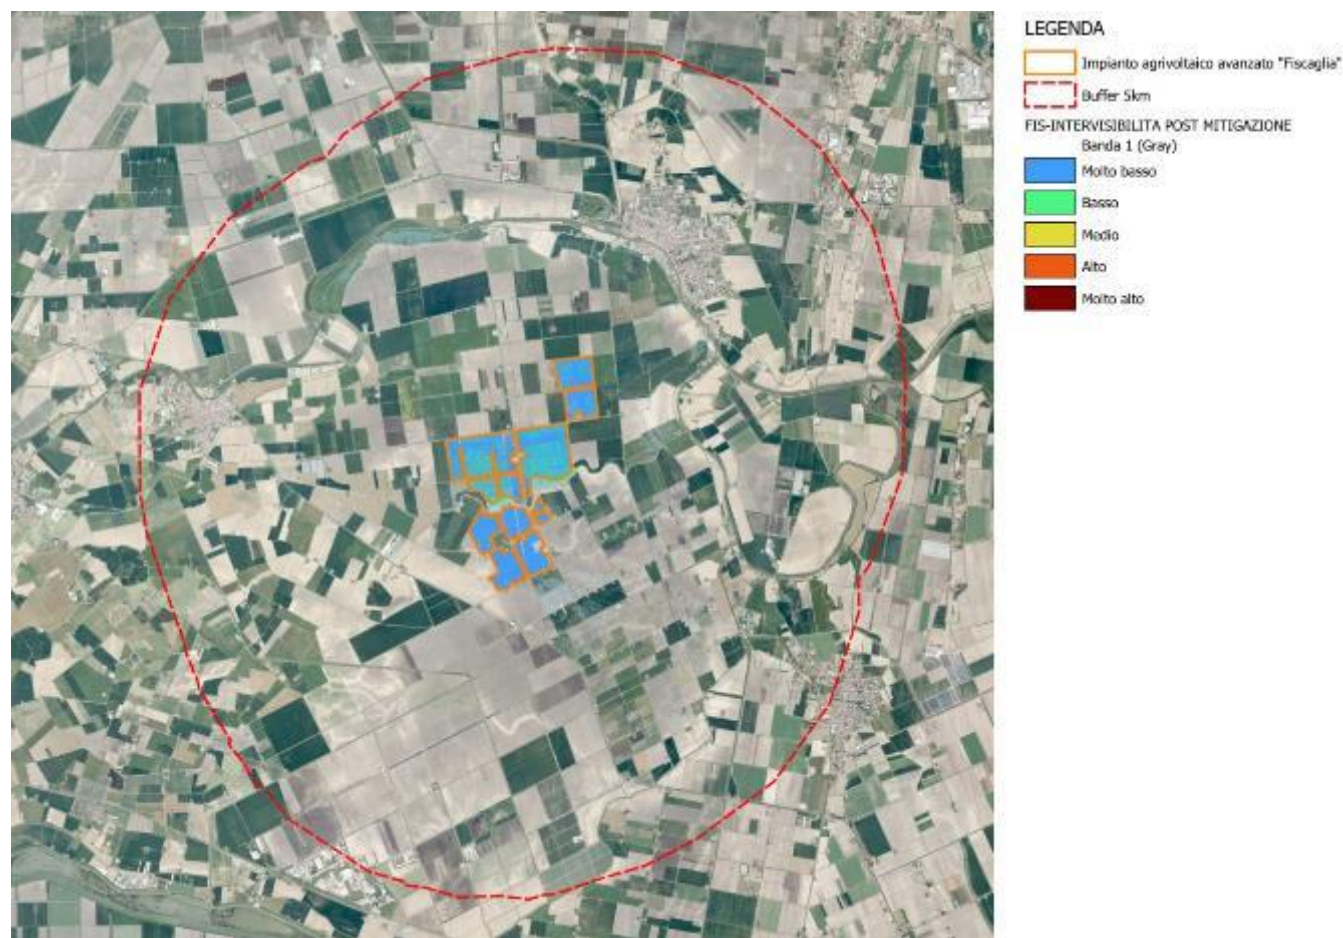 LEGENDA
Impianto agrivoltaico avanzato "Fiscaglia"
Buffer 5km
FIS-INTERVISIBILITA POST MITIGAZIONE
Banda 1 (Gray)
Molto basso
Basso
Medio
Alto
Molto alto